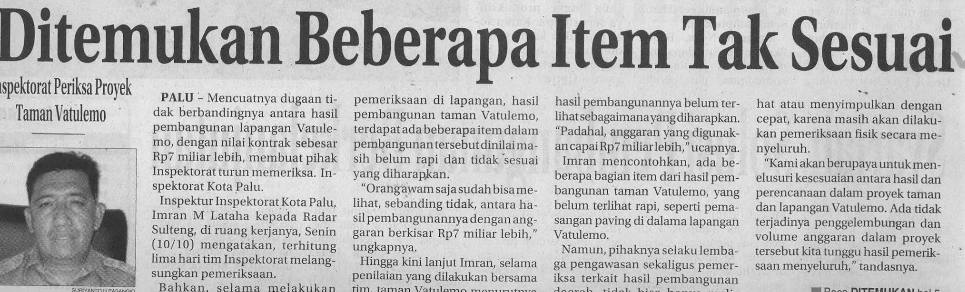 Ditemukan Beberapa Item Tak Sesuai
Inspektorat Periksa Proyek
Taman Vatulemo
PALU – Mencuatnya dugaan ti-
dak berbandingnya antara hasil
pembangunan lapangan Vatule-
mo, dengan nilai kontrak sebesar
Rp7 miliar lebih, membuat pihak
Inspektorat turun memeriksa. In-
spektorat Kota Palu.
Inspektur Inspektorat Kota Palu,
Imran M Lataha kepada Radar
Sulteng, di ruang kerjanya, Senin
(10/10) mengatakan, terhitung
lima hari tim Inspektorat melang-
sungkan pemeriksaan.
Bahkan, selama melakukan
pemeriksaan di lapangan, hasil
pembangunan taman Vatulemo,
terdapat ada beberapa item dalam
pembangunan tersebut dinilai ma-
sih belum rapi dan tidak sesuai
yang diharapkan.
“Orang awam saja sudah bisa me-
lihat, sebanding tidak, antara ha-
sil pembangunannya dengan ang-
garan berkisar Rp7 miliar lebih,”
ungkapnya.
Hingga kini lanjut Imran, selama
penilaian yang dilakukan bersama
tim, taman Vatulemo menurutnya
hasil pembangunannya belum ter-
lihat sebagaimana yang diharapkan.
“Padahal, anggaran yang digunak-
an capai Rp7 miliar lebih,” ucapnya.
Imran mencontohkan, ada be-
berapa bagian item dari hasil pem-
bangunan taman Vatulemo, yang
belum terlihat rapi, seperti pema-
sangan paving di dalama lapangan
Vatulemo.
Namun, pihaknya selaku lemba-
ga pengawasan sekaligus pemer-
iksa terkait hasil pembangunan
daerah, tidak bisa hanya
hat atau menyimpulkan dengan
cepat, karena masih akan dilaku-
kan pemeriksaan fisik secara me-
nyeluruh.
“Kami akan berupaya untuk men-
elusuri kesesuaian antara hasil dan
perencanaan dalam proyek taman
dan lapangan Vatulemo. Ada tidak
terjadinya penggelembungan dan
volume anggaran dalam proyek
tersebut kita tunggu hasil pemerik-
saan menyeluruh,” tandasnya.
Baca DITEMUKAN hal 5